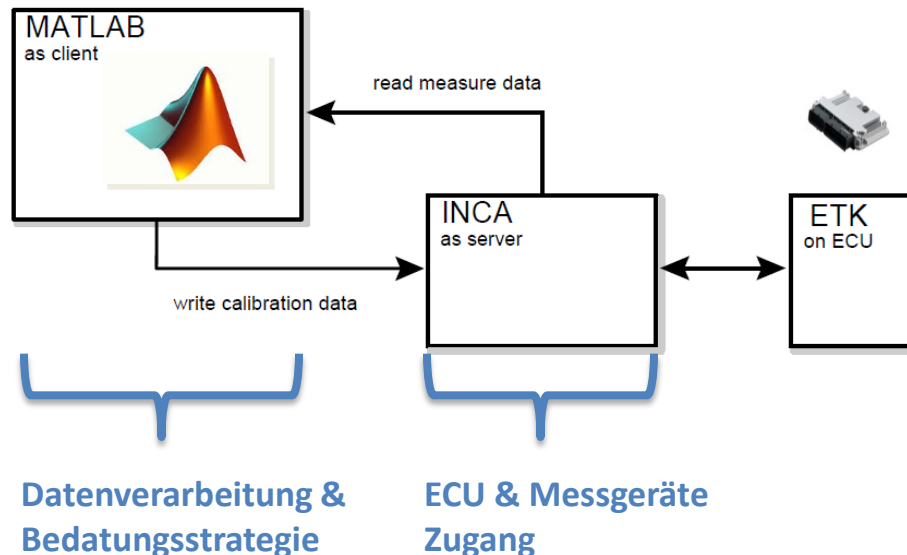 MATLAB
as client
read measure data
INCA
as server
ETK
on ECU
write calibration data
Datenverarbeitung &
Bedatungsstrategie
ECU & Messgeräte
Zugang